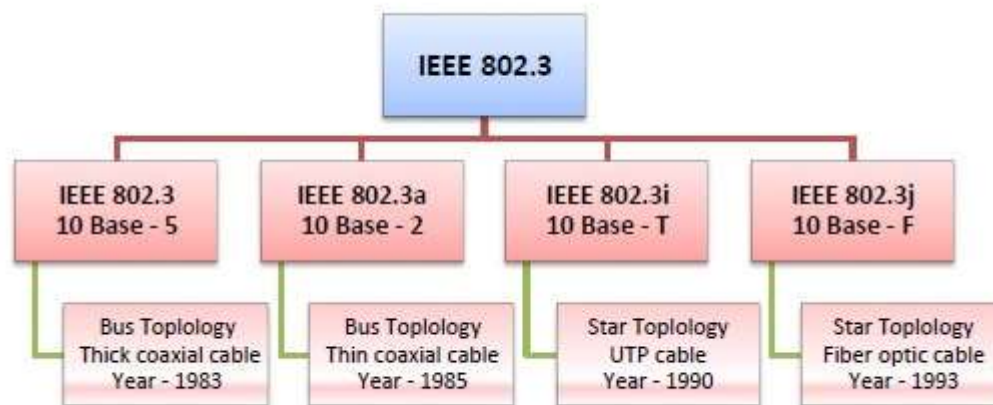 IEEE 802.3
IEEE 802.3
10 Base - 5
IEEE 802.3a
10 Base - 2
IEEE 802.3i
10 Base - T
IEEE 802.3j
10 Base - F
Bus Toplology
Thick coaxial cable
Year - 1983
Bus Toplology
Thin coaxial cable
Year - 1985
Star Toplology
UTP cable
Year - 1990
Star Toplology
Fiber optic cable
Year - 1993